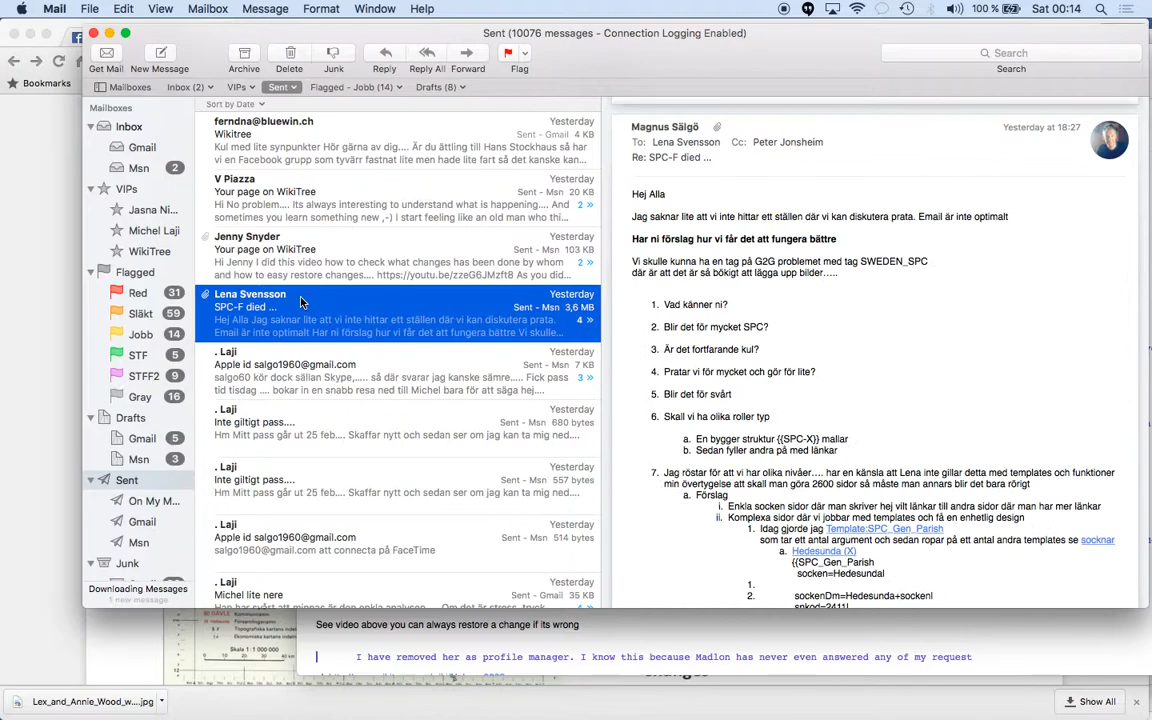 Mail File Edit View Mailbox Message Format Window Help 100 % Sat 00:14
Sent (10076 messages - Connection Logging Enabled)
Get Mail New Message Archive Delete Junk Reply Reply All Forward Flag Search
Search
Bookmarks
Mailboxes Inbox (2) VIPs Sent Flagged - Jobb (14) Drafts (8)
Mailboxes
Inbox
Gmail
Msn 2
VIPs
Jasna Ni...
Michel Laji
WikiTree
Flagged
Red 31
Släkt 59
Jobb 14
STF 5
STFF2 9
Gray 16
Drafts
Gmail 5
Msn 3
Sent
On My M...
Gmail
Msn
Junk
Downloading Messages
1 new message
Sort by Date
ferndna@bluewin.ch Yesterday
Wikitree Sent - Gmail 4 KB
Kul med lite synpunkter Hör gärna av dig.... Är du ättling till Hans Stockhaus så har
vi en Facebook grupp som tyvärr fastnat lite men hade lite fart så det kanske kan...
V Piazza Yesterday
Your page on WikiTree Sent - Msn 20 KB
Hi No problem.... Its always interesting to understand what is happening.... And 2 »
sometimes you learn something new ,-) I start feeling like an old man who thi...
Jenny Snyder Yesterday
Your page on WikiTree Sent - Msn 103 KB
Hi Jenny I did this video how to check what changes has been done by whom 2 »
and how to easy restore changes.... https://youtu.be/zzeG6JMzft8 As you did...
Lena Svensson Yesterday
SPC-F died ... Sent - Msn 3,6 MB
Hej Alla Jag saknar lite att vi inte hittar ett ställen där vi kan diskutera prata. 4 »
Email är inte optimalt Har ni förslag hur vi får det att fungera bättre Vi skulle...
. Laji Yesterday
Apple id salgo1960@gmail.com Sent - Msn 7 KB
salgo60 kör dock sällan Skype,.... så där svarar jag kanske sämre..... Fick pass 3 »
tid tisdag .... bokar in en snabb resa ned till Michel bara för att säga hej....
. Laji Yesterday
Inte giltigt pass.... Sent - Msn 680 bytes
Hm Mitt pass går ut 25 feb.... Skaffar nytt och sedan ser om jag kan ta mig ned....
. Laji Yesterday
Inte giltigt pass.... Sent - Msn 557 bytes
Hm Mitt pass går ut 25 feb.... Skaffar nytt och sedan ser om jag kan ta mig ned....
. Laji Yesterday
Apple id salgo1960@gmail.com Sent - Msn 514 bytes
salgo1960@gmail.com att connecta på FaceTime
. Laji Yesterday
Michel lite nere Sent - Gmail 35 KB
Magnus Sälgö Yesterday at 18:27
To: Lena Svensson Cc: Peter Jonsheim
Re: SPC-F died ...
Hej Alla
Jag saknar lite att vi inte hittar ett ställen där vi kan diskutera prata. Email är inte optimalt
Har ni förslag hur vi får det att fungera bättre
Vi skulle kunna ha en tag på G2G problemet med tag SWEDEN_SPC
där är att det är så bökigt att lägga upp bilder.....
1. Vad känner ni?
2. Blir det för mycket SPC?
3. Är det fortfarande kul?
4. Pratar vi för mycket och gör för lite?
5. Blir det för svårt
6. Skall vi ha olika roller typ
a. En bygger struktur {{SPC-X}} mallar
b. Sedan fyller andra på med länkar
7. Jag röstar för att vi har olika nivåer.... har en känsla att Lena inte gillar detta med templates och funktioner
min övertygelse att skall man göra 2600 sidor så måste man annars blir det bara rörigt
a. Förslag
i. Enkla socken sidor där man skriver hej vilt länkar till andra sidor där man har mer länkar
ii. Komplexa sidor där vi jobbar med templates och få en enhetlig design
1. Idag gjorde jag Template:SPC_Gen_Parish
som tar ett antal argument och sedan ropar på ett antal andra templates se socknar
a. Hedesunda (X)
{{SPC_Gen_Parish
socken=Hedesundal
1.
2. sockenDm=Hedesunda+sockenl
snkod=2411l
See video above you can always restore a change if its wrong
I have removed her as profile manager. I know this because Madlon has never even answered any of my request
Skala 1:1 000 000
Lex_and_Annie_Wood_w....jpg Show All